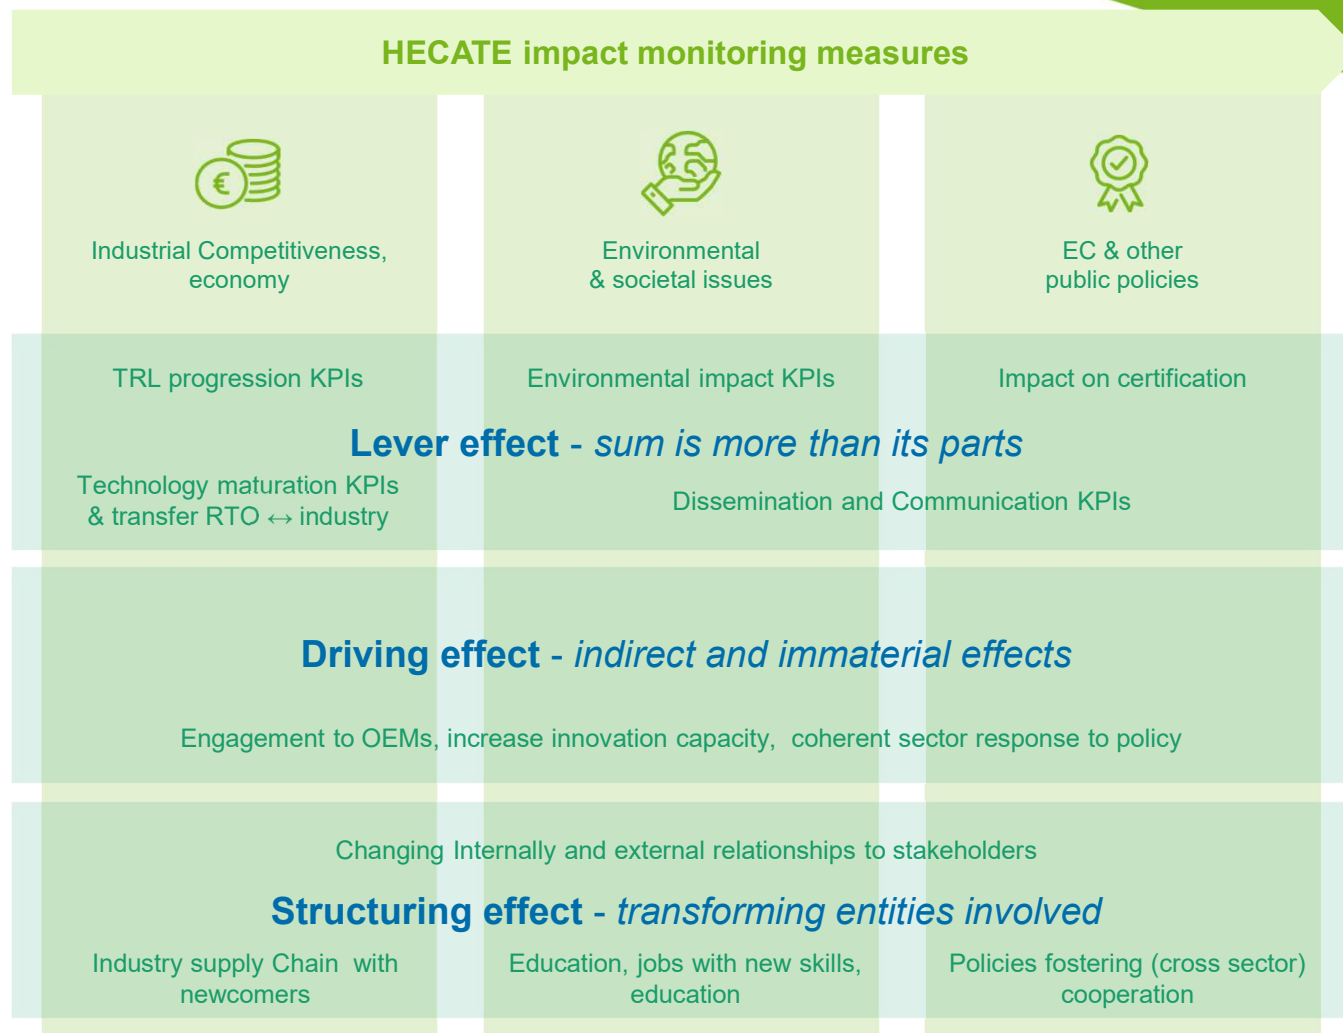 HECATE impact monitoring measures
€
Industrial Competitiveness,
economy
Environmental
& societal issues
EC & other
public policies
TRL progression KPIs
Environmental impact KPIs
Impact on certification
Lever effect - sum is more than its parts
Technology maturation KPIs
& transfer RTO ↔ industry
Dissemination and Communication KPIs
Driving effect - indirect and immaterial effects
Engagement to OEMs, increase innovation capacity,  coherent sector response to policy
Changing Internally and external relationships to stakeholders
Structuring effect - transforming entities involved
Industry supply Chain  with
newcomers
Education, jobs with new skills,
education
Policies fostering (cross sector)
cooperation